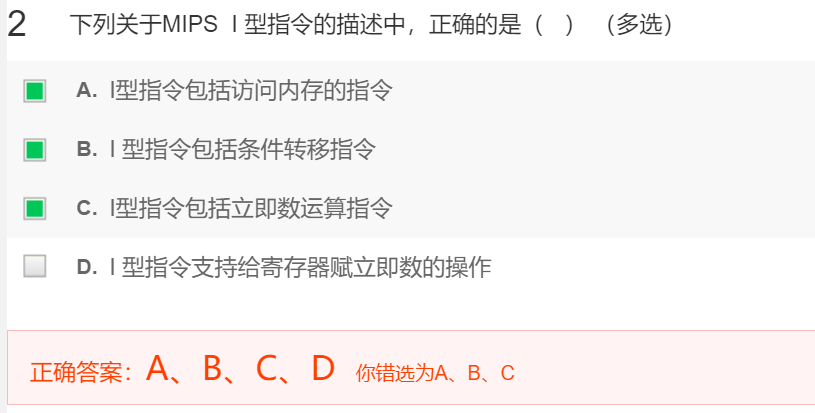 2 下列关于MIPS I 型指令的描述中，正确的是（ ）（多选）
A. I型指令包括访问内存的指令
B. I 型指令包括条件转移指令
C. I型指令包括立即数运算指令
D. I 型指令支持给寄存器赋立即数的操作
正确答案：A、B、C、D 你错选为A、B、C